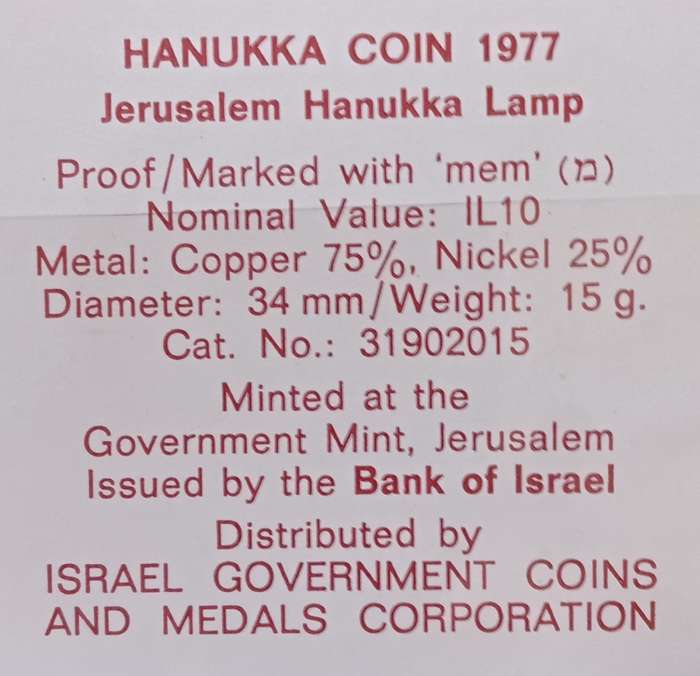 HANUKKA COIN 1977
Jerusalem Hanukka Lamp
Proof/Marked with 'mem' (מ)
Nominal Value: IL10
Metal: Copper 75%, Nickel 25%
Diameter: 34 mm/Weight: 15 g.
Cat. No.: 31902015
Minted at the
Government Mint, Jerusalem
Issued by the Bank of Israel
Distributed by
ISRAEL GOVERNMENT COINS
AND MEDALS CORPORATION